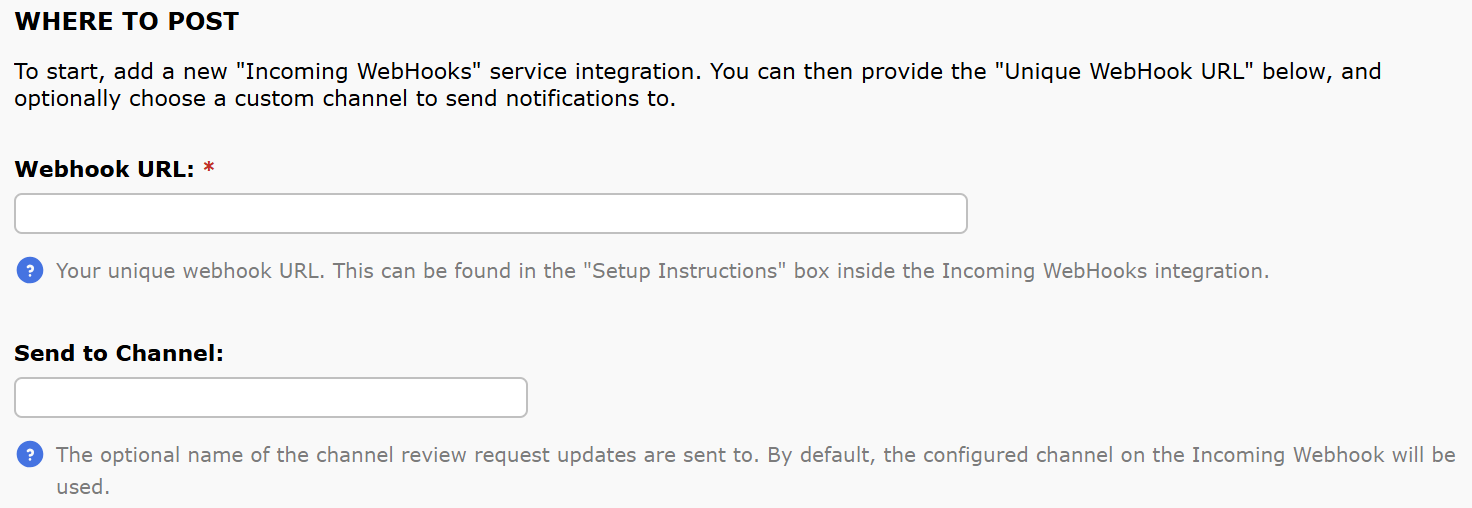 WHERE TO POST
To start, add a new "Incoming WebHooks" service integration. You can then provide the "Unique WebHook URL" below, and
optionally choose a custom channel to send notifications to.
Webhook URL: *
? Your unique webhook URL. This can be found in the "Setup Instructions" box inside the Incoming WebHooks integration.
Send to Channel:
? The optional name of the channel review request updates are sent to. By default, the configured channel on the Incoming Webhook will be
used.